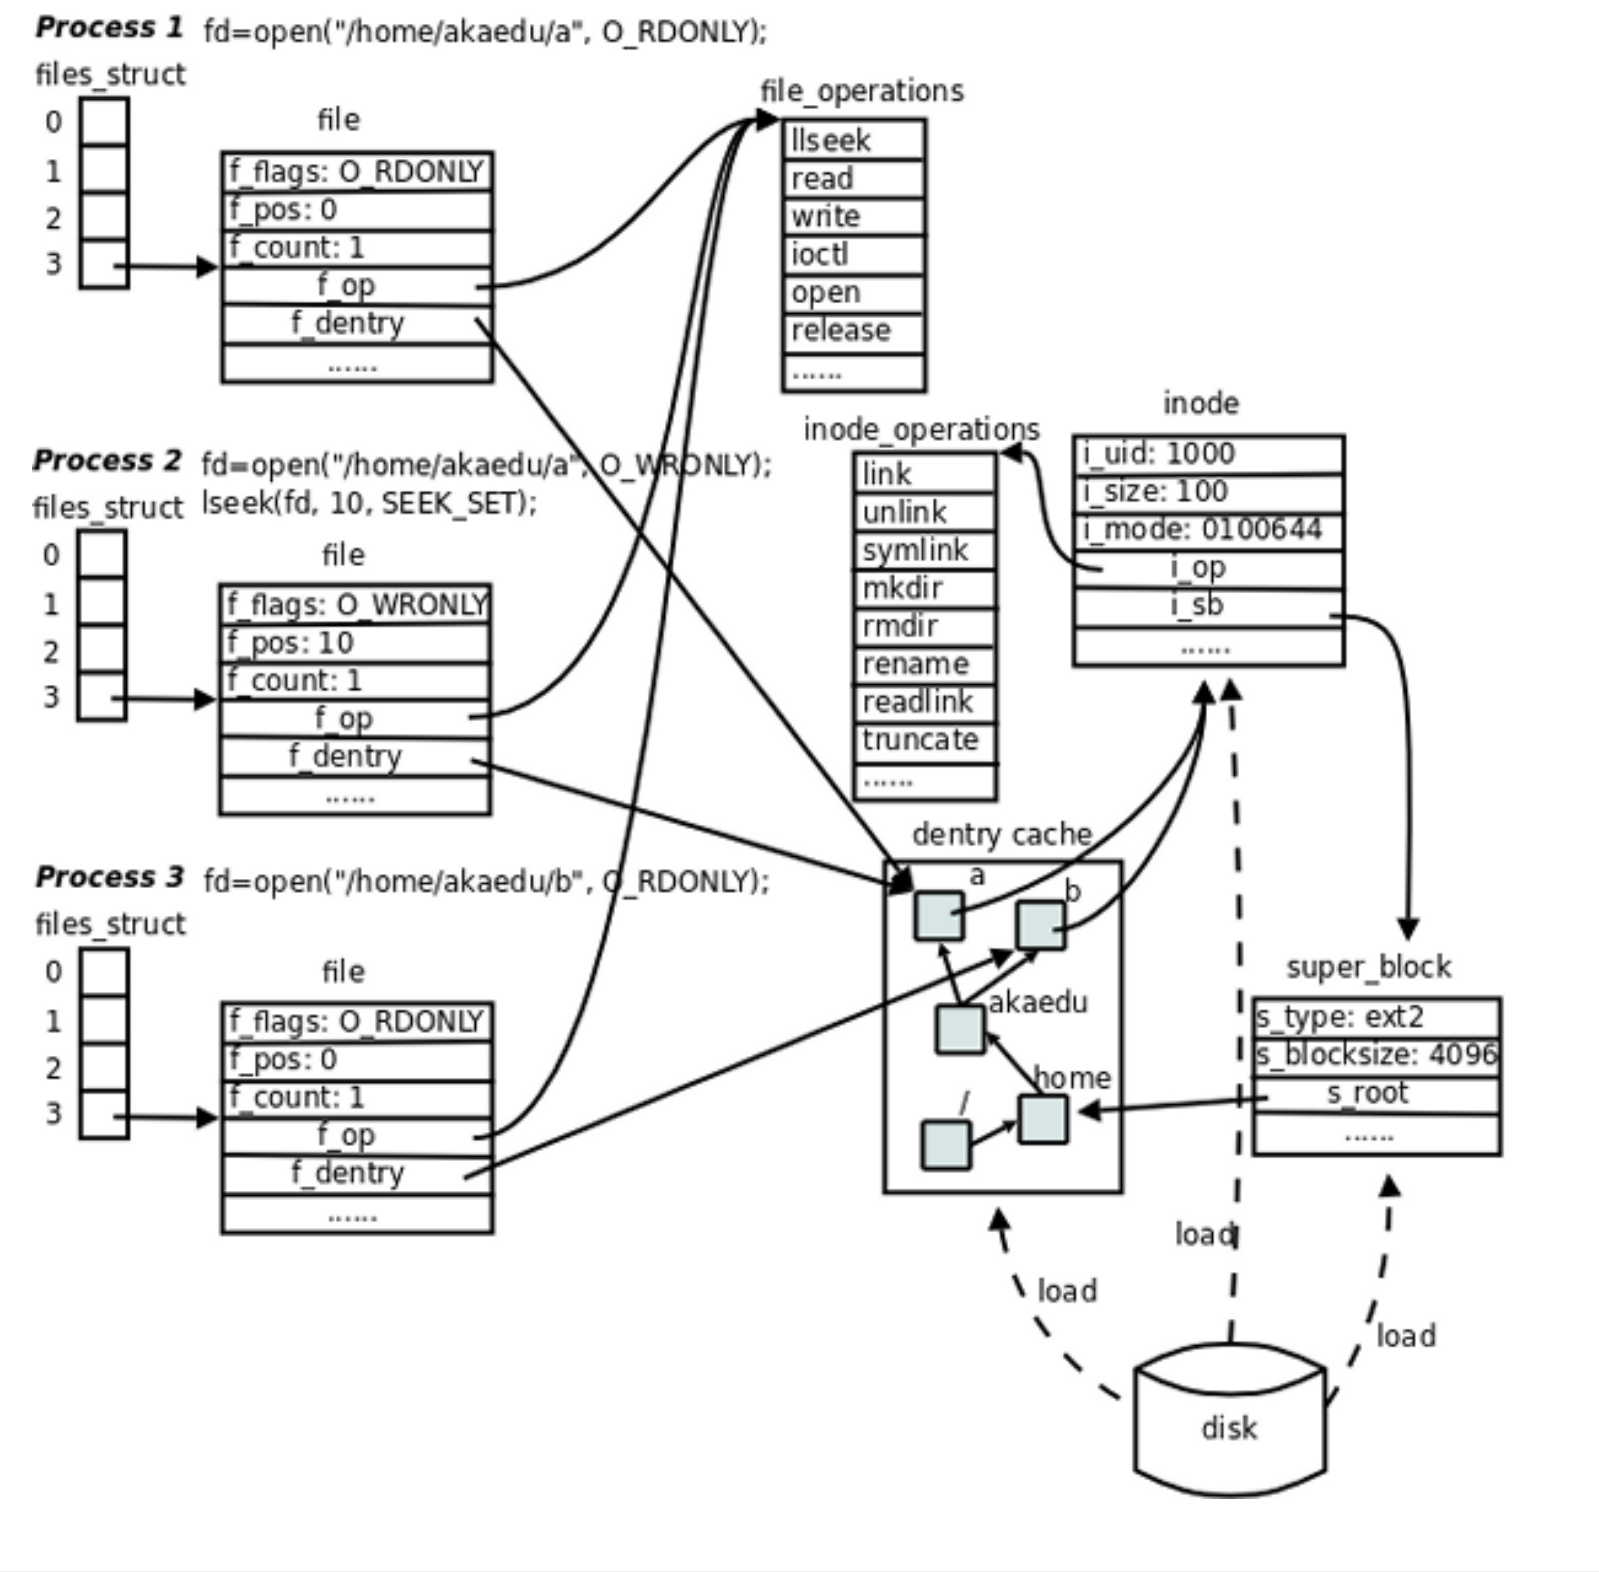 Process 1 fd=open("/home/akaedu/a", O_RDONLY);
files_struct
0
1
2
3
file
f_flags: O_RDONLY
f_pos: 0
f_count: 1
f_op
f_dentry
......
file_operations
llseek
read
write
ioctl
open
release
......
Process 2 fd=open("/home/akaedu/a", O_WRONLY);
lseek(fd, 10, SEEK_SET);
files_struct
0
1
2
3
file
f_flags: O_WRONLY
f_pos: 10
f_count: 1
f_op
f_dentry
......
inode_operations
link
unlink
symlink
mkdir
rmdir
rename
readlink
truncate
......
inode
i_uid: 1000
i_size: 100
i_mode: 0100644
i_op
i_sb
......
Process 3 fd=open("/home/akaedu/b", O_RDONLY);
files_struct
0
1
2
3
file
f_flags: O_RDONLY
f_pos: 0
f_count: 1
f_op
f_dentry
......
dentry cache
a
b
akaedu
home
/
super_block
s_type: ext2
s_blocksize: 4096
s_root
......
load
load
load
disk